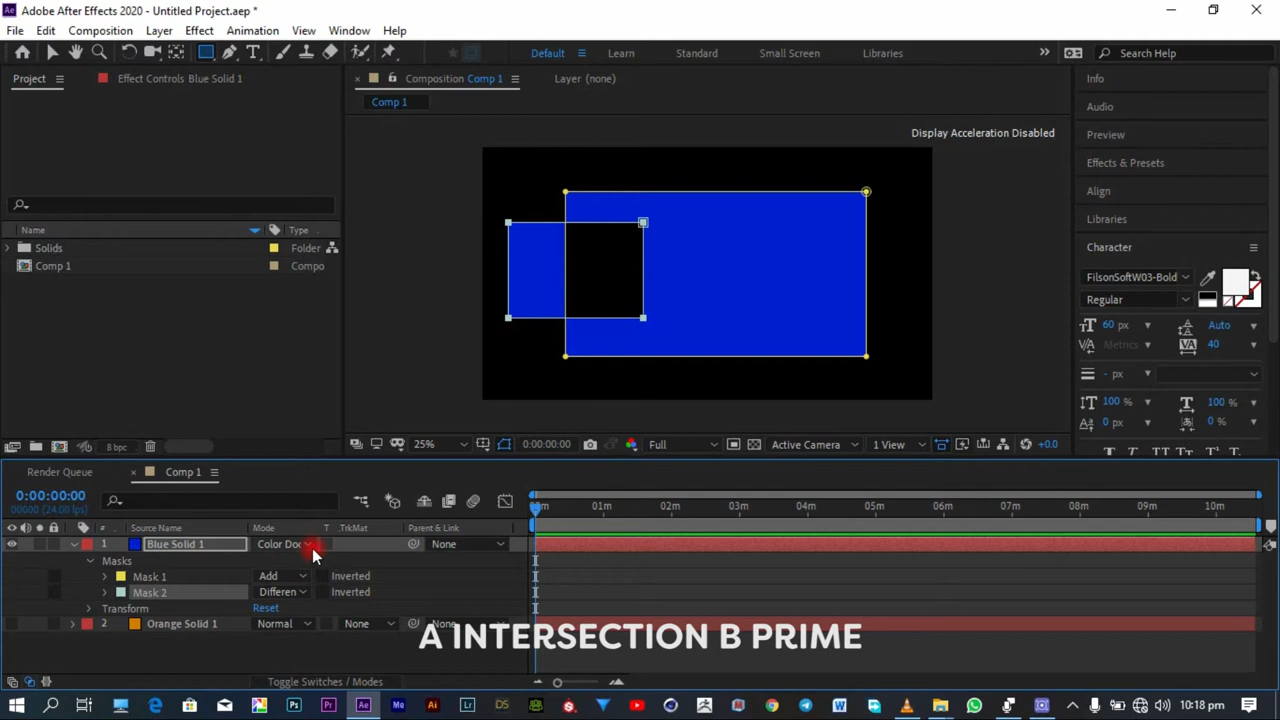 Adobe After Effects 2020 - Untitled Project.aep *
File Edit Composition Layer Effect Animation View Window Help
Default Learn Standard Small Screen Libraries Search Help
Project Effect Controls Blue Solid 1 Composition Comp 1 Layer (none) Info
Comp 1 Audio
Display Acceleration Disabled Preview
Effects & Presets
Align
Libraries
Name Type
Solids Folder Character
Comp 1 Compo
FilsonSoftW03-Bold
Regular
60 px Auto
Metrics 40
- px
100 % 100 %
0 px 0 %
8 bpc 25% 0:00:00:00 Full Active Camera 1 View +0.0
Render Queue Comp 1
0:00:00:00
00000 (24.00 fps) 01m 02m 03m 04m 05m 06m 07m 08m 09m 10m
# Source Name Mode T .TrkMat Parent & Link
1 Blue Solid 1 Color Doc None
Masks
Mask 1 Add Inverted
Mask 2 Differen Inverted
Transform Reset
2 Orange Solid 1 Normal None None
A INTERSECTION B PRIME
Toggle Switches / Modes
10:18 pm